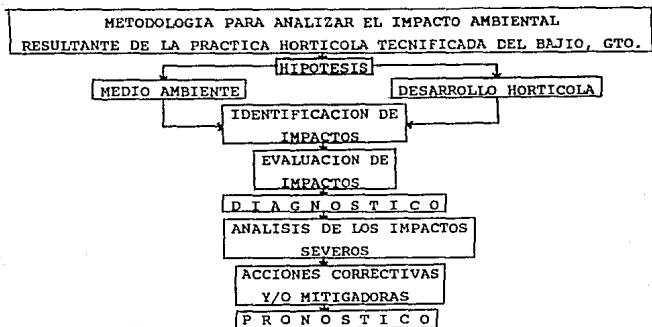 METODOLOGIA PARA ANALIZAR EL IMPACTO AMBIENTAL
RESULTANTE DE LA PRACTICA HORTICOLA TECNIFICADA DEL BAJIO, GTO.
HIPOTESIS
MEDIO AMBIENTE
DESARROLLO HORTICOLA
IDENTIFICACION DE
IMPACTOS
EVALUACION DE
IMPACTOS
D I A G N O S T I C O
ANALISIS DE LOS IMPACTOS
SEVEROS
ACCIONES CORRECTIVAS
Y/O MITIGADORAS
P R O N O S T I C O